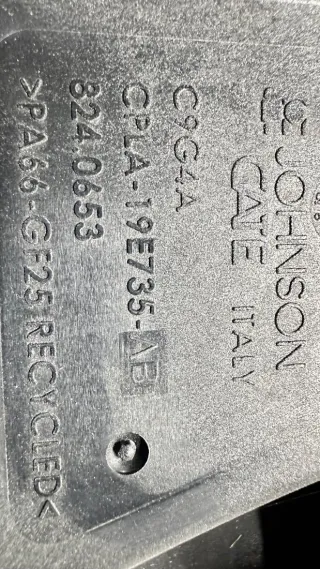 JOHNSON
GATE ITALY
C9G4A
CPLA-19E735-AB
824.0653
>PA66-GF25 RECYCLED<